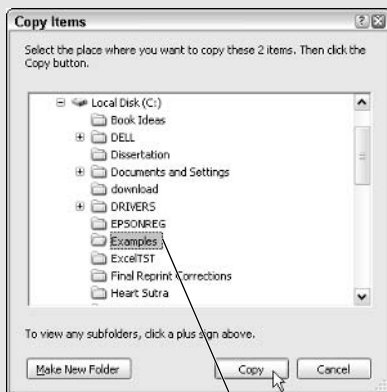 Copy Items
Select the place where you want to copy these 2 items. Then click the
Copy button.
Local Disk (C:)
Book Ideas
DELL
Dissertation
Documents and Settings
download
DRIVERS
EPSONREG
Examples
ExcelTST
Final Reprint Corrections
Heart Sutra
To view any subfolders, click a plus sign above.
Make New Folder
Copy
Cancel